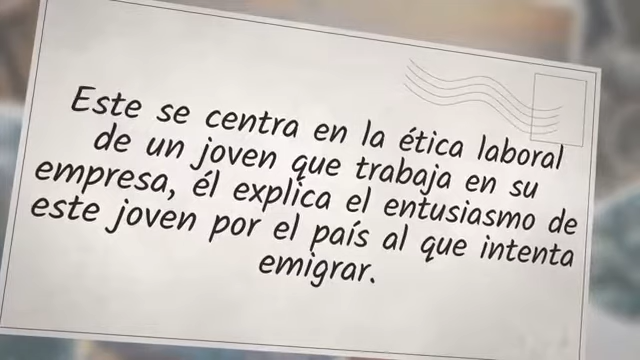 Este se centra en la ética laboral
de un joven que trabaja en su
empresa, él explica el entusiasmo de
este joven por el país al que intenta
emigrar.